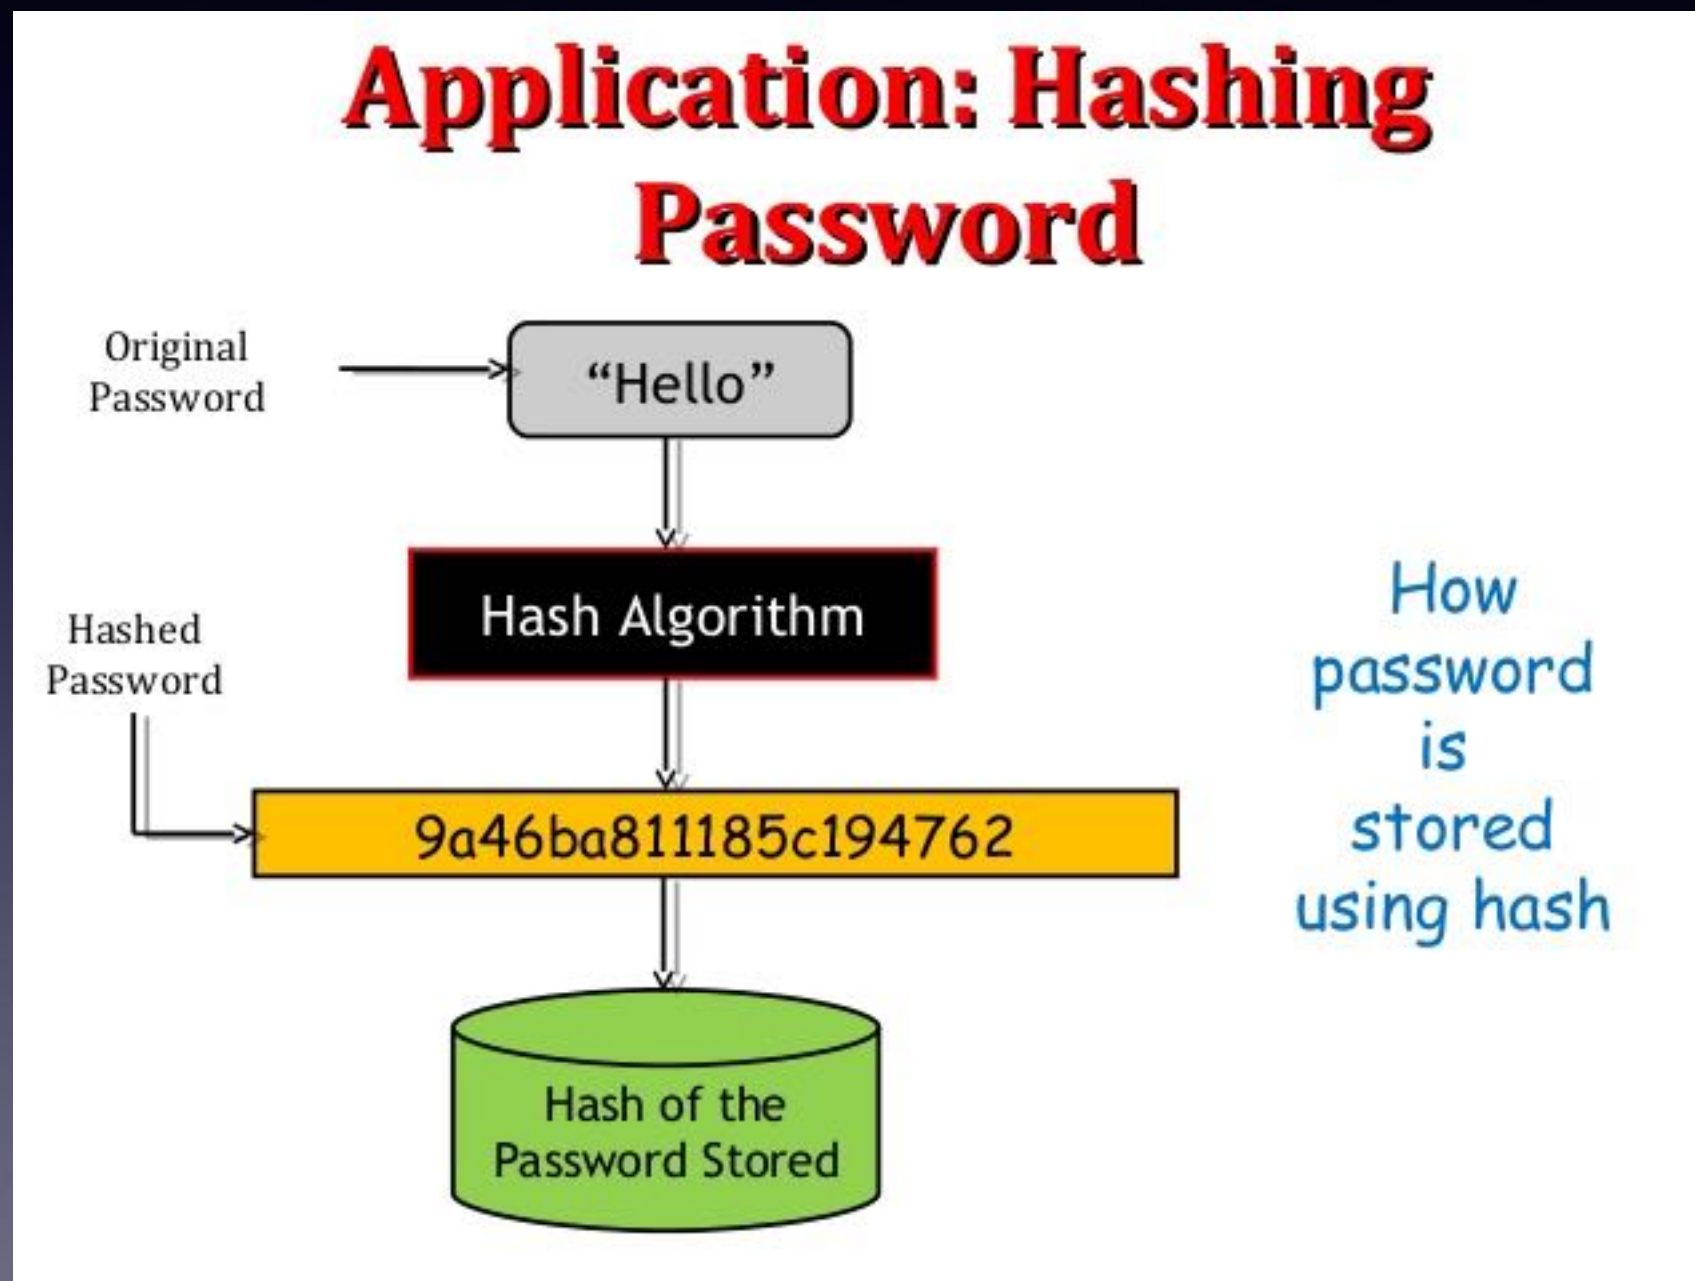 Application: Hashing
Password
Original
Password
“Hello”
Hash Algorithm
Hashed
Password
9a46ba811185c194762
Hash of the
Password Stored
How
password
is
stored
using hash